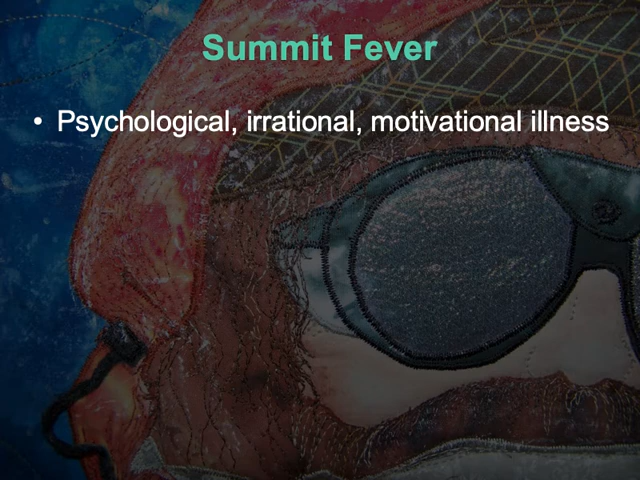 Summit Fever
• Psychological, irrational, motivational illness